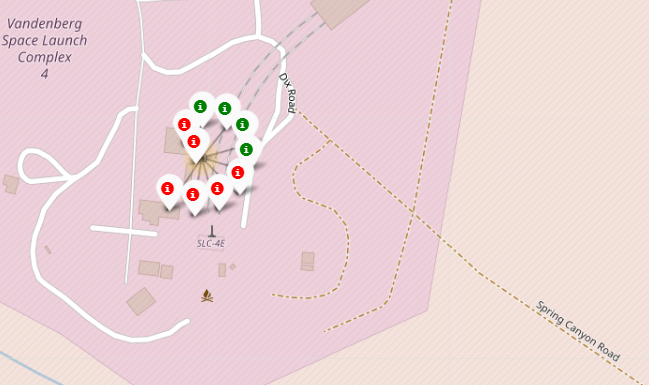 Vandenberg
Space Launch
Complex
4
Dix Road
SLC-4E
Spring Canyon Road